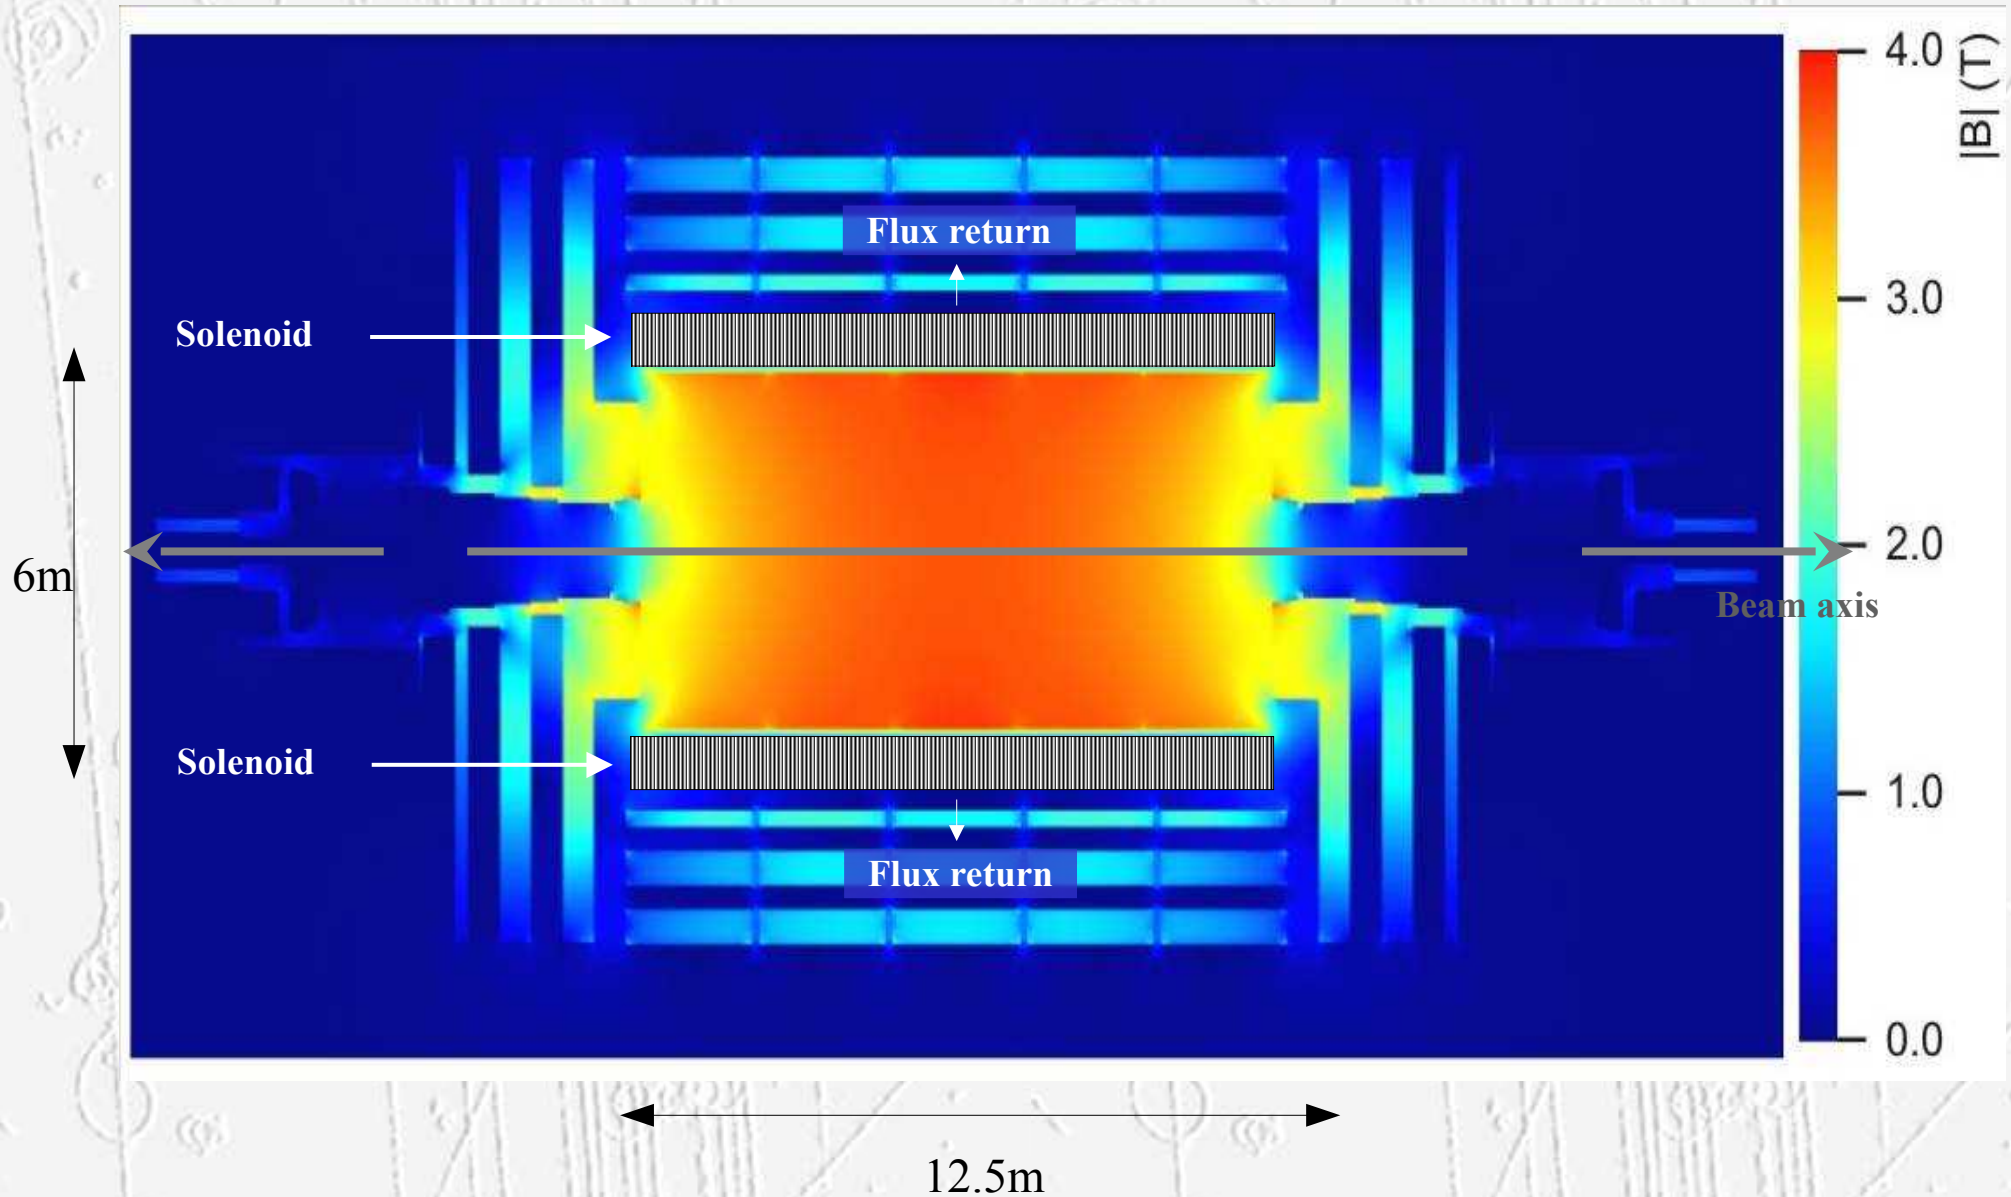 4.0
|B| (T)
Flux return
3.0
Solenoid
2.0
6m
Beam axis
Solenoid
1.0
Flux return
0.0
12.5m